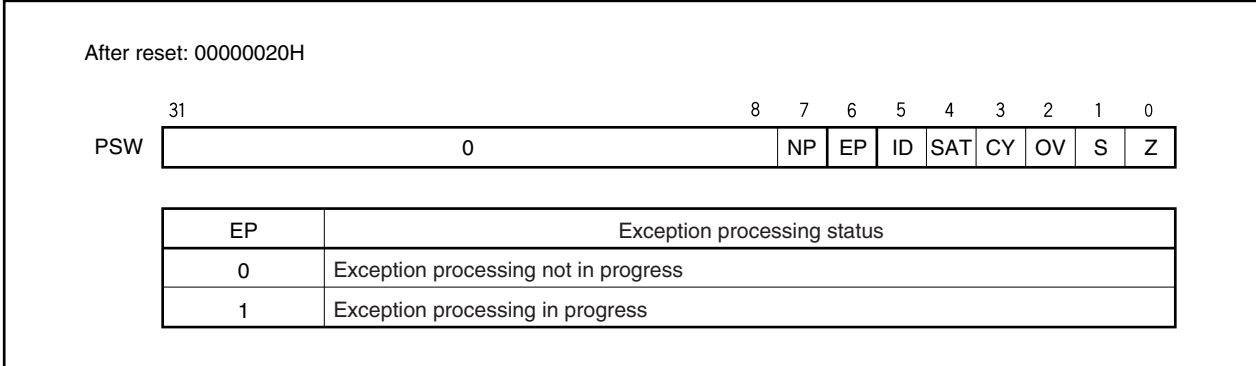 After reset: 00000020H
31 8 7 6 5 4 3 2 1 0
PSW 0 NP EP ID SAT CY OV S Z
EP Exception processing status
0 Exception processing not in progress
1 Exception processing in progress